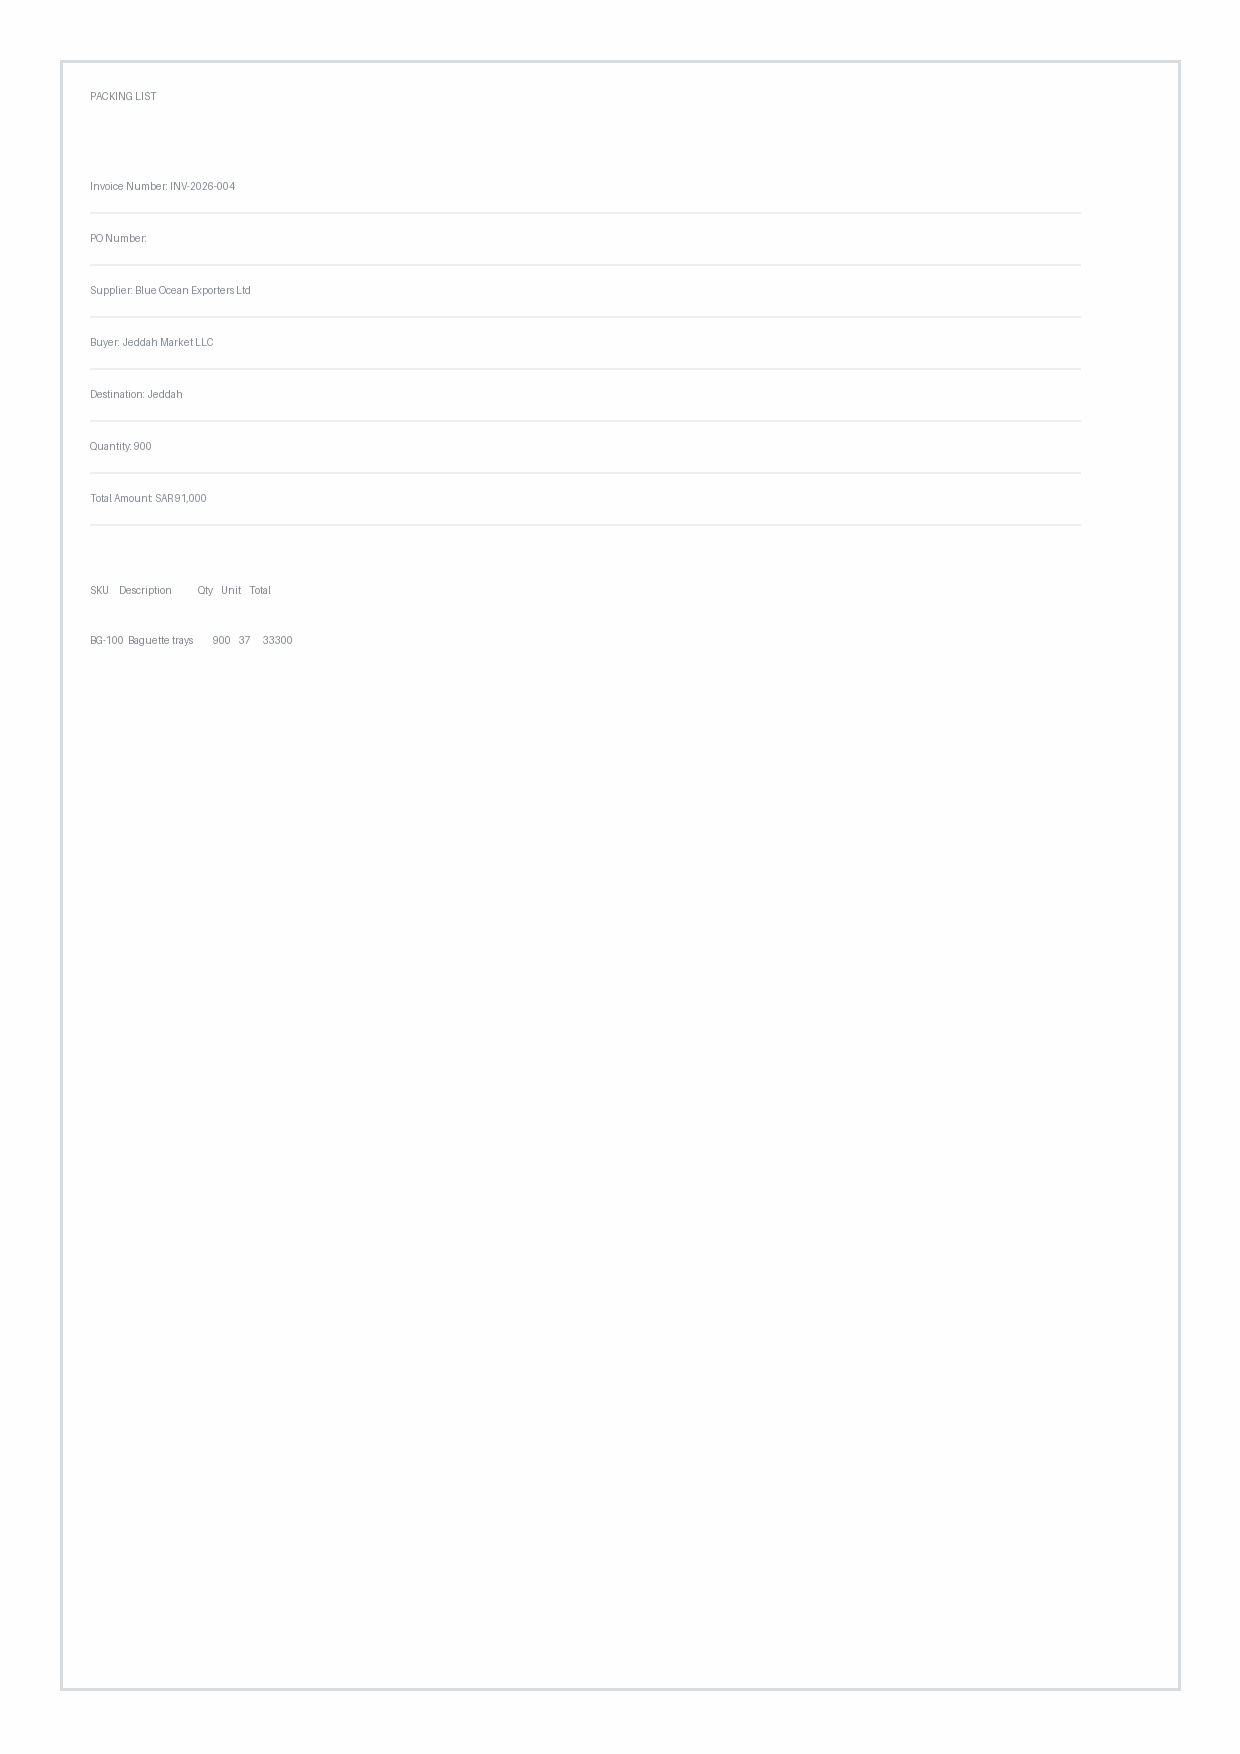 PACKING LIST
Invoice Number: INV-2026-004
PO Number:
Supplier: Blue Ocean Exporters Ltd
Buyer: Jeddah Market LLC
Destination: Jeddah
Quantity: 900
Total Amount: SAR 91,000
SKU Description Qty Unit Total
BG-100 Baguette trays 900 37 33300